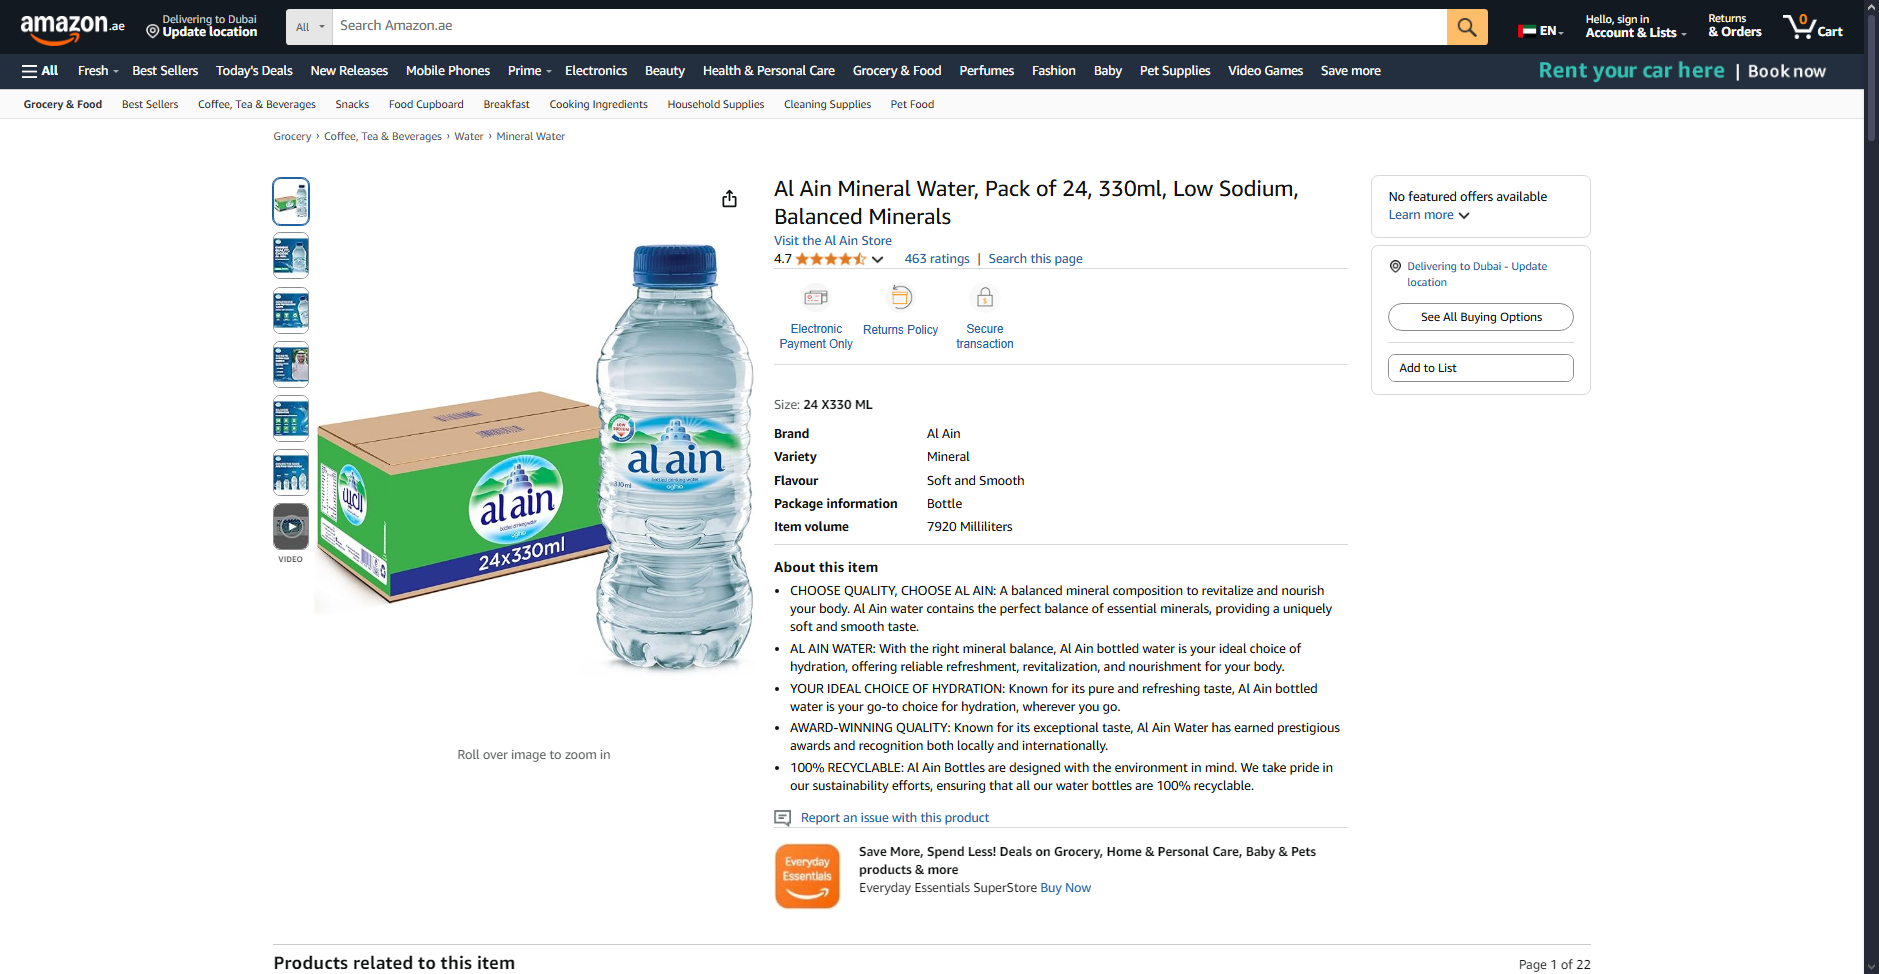 amazon.ae
Delivering to Dubai
Update location
All
Search Amazon.ae
EN
Hello, sign in
Account & Lists
Returns
& Orders
0
Cart
All
Fresh
Best Sellers
Today's Deals
New Releases
Mobile Phones
Prime
Electronics
Beauty
Health & Personal Care
Grocery & Food
Perfumes
Fashion
Baby
Pet Supplies
Video Games
Save more
Rent your car here | Book now
Grocery & Food
Best Sellers
Coffee, Tea & Beverages
Snacks
Food Cupboard
Breakfast
Cooking Ingredients
Household Supplies
Cleaning Supplies
Pet Food
Grocery › Coffee, Tea & Beverages › Water › Mineral Water
VIDEO
العين
al ain
bottled drinking water
agthia
24x330ml
LOW
SODIUM
al ain
bottled drinking water
330ml
agthia
Roll over image to zoom in
Al Ain Mineral Water, Pack of 24, 330ml, Low Sodium,
Balanced Minerals
Visit the Al Ain Store
4.7
463 ratings | Search this page
Electronic
Payment Only
Returns Policy
Secure
transaction
Size: 24 X330 ML
Brand Al Ain
Variety Mineral
Flavour Soft and Smooth
Package information Bottle
Item volume 7920 Milliliters
About this item
• CHOOSE QUALITY, CHOOSE AL AIN: A balanced mineral composition to revitalize and nourish
your body. Al Ain water contains the perfect balance of essential minerals, providing a uniquely
soft and smooth taste.
• AL AIN WATER: With the right mineral balance, Al Ain bottled water is your ideal choice of
hydration, offering reliable refreshment, revitalization, and nourishment for your body.
• YOUR IDEAL CHOICE OF HYDRATION: Known for its pure and refreshing taste, Al Ain bottled
water is your go-to choice for hydration, wherever you go.
• AWARD-WINNING QUALITY: Known for its exceptional taste, Al Ain Water has earned prestigious
awards and recognition both locally and internationally.
• 100% RECYCLABLE: Al Ain Bottles are designed with the environment in mind. We take pride in
our sustainability efforts, ensuring that all our water bottles are 100% recyclable.
Report an issue with this product
Everyday
Essentials
Save More, Spend Less! Deals on Grocery, Home & Personal Care, Baby & Pets
products & more
Everyday Essentials SuperStore Buy Now
No featured offers available
Learn more
Delivering to Dubai - Update
location
See All Buying Options
Add to List
Products related to this item
Page 1 of 22